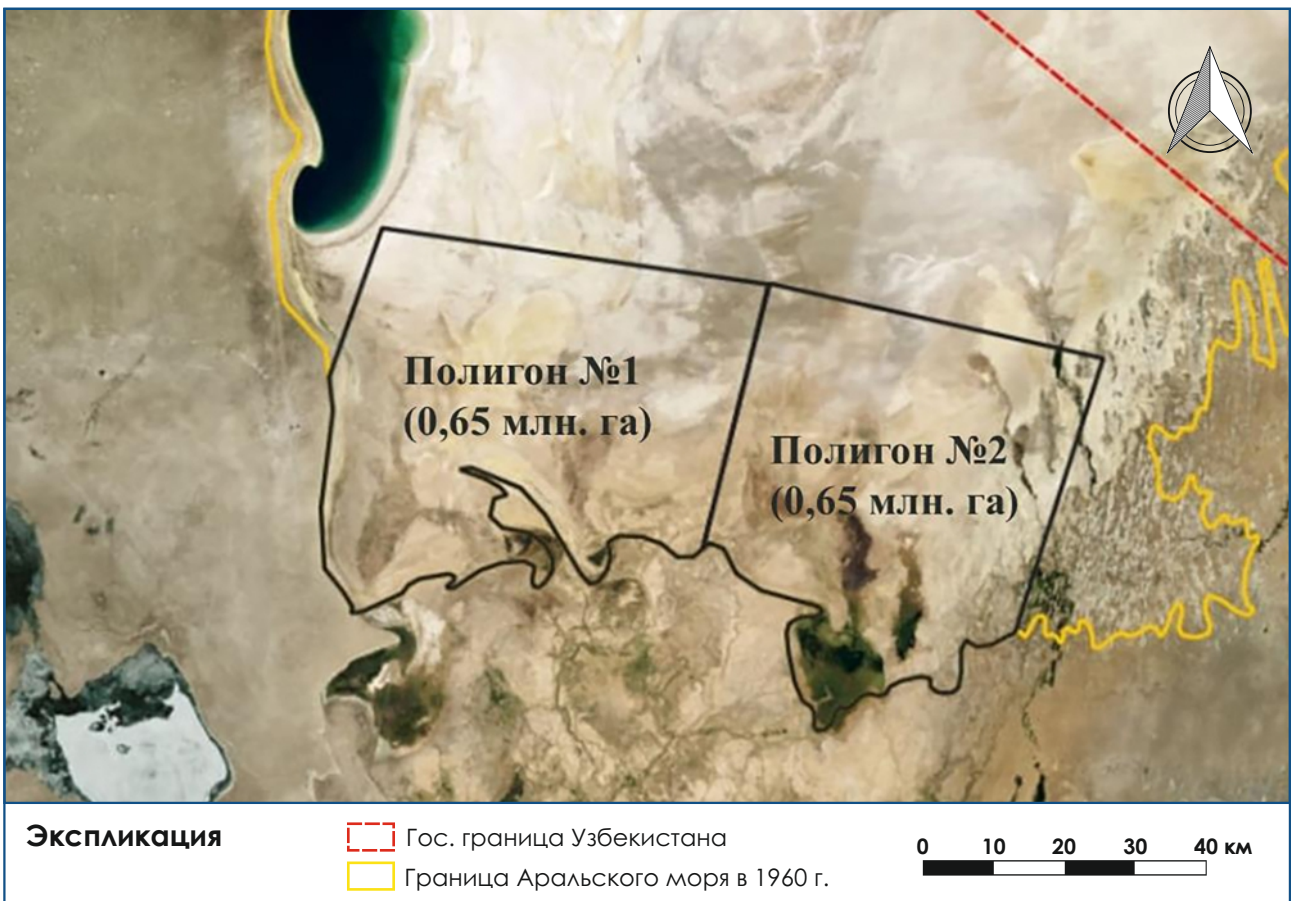 Полигон №1
(0,65 млн. га)
Полигон №2
(0,65 млн. га)
Экспликация
Гос. граница Узбекистана
Граница Аральского моря в 1960 г.
0 10 20 30 40 км